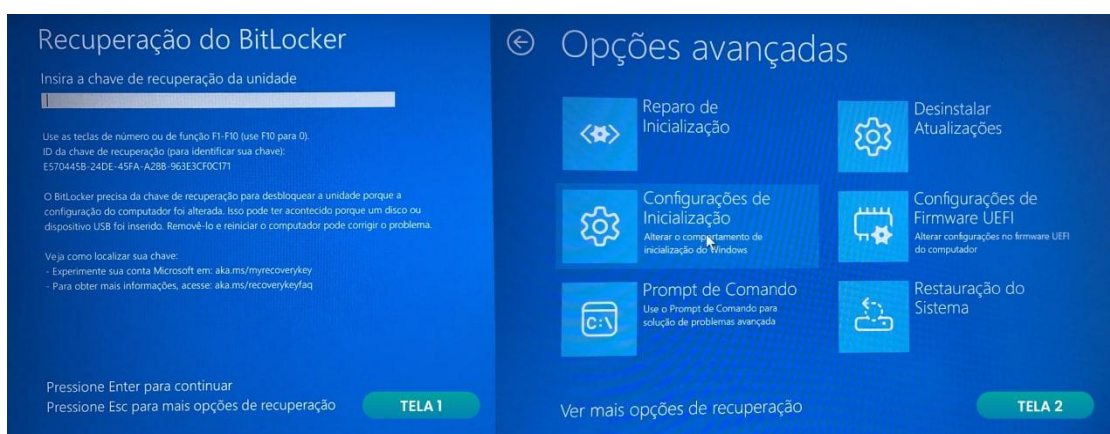 Recuperação do BitLocker
Insira a chave de recuperação da unidade
Use as teclas de número ou de função F1-F10 (use F10 para 0).
ID da chave de recuperação (para identificar sua chave):
E570445B-24DE-45FA-A28B-963E3CF0C171
O BitLocker precisa da chave de recuperação para desbloquear a unidade porque a
configuração do computador foi alterada. Isso pode ter acontecido porque um disco ou
dispositivo USB foi inserido. Removê-lo e reiniciar o computador pode corrigir o problema.
Veja como localizar sua chave:
- Experimente sua conta Microsoft em: aka.ms/myrecoverykey
- Para obter mais informações, acesse: aka.ms/recoverykeyfaq
Pressione Enter para continuar
Pressione Esc para mais opções de recuperação
TELA 1
Opções avançadas
Reparo de
Inicialização
Desinstalar
Atualizações
Configurações de
Inicialização
Alterar o comportamento de
inicialização do Windows
Configurações de
Firmware UEFI
Alterar configurações no firmware UEFI
do computador
C:\
Prompt de Comando
Use o Prompt de Comando para
solução de problemas avançada
Restauração do
Sistema
Ver mais opções de recuperação
TELA 2